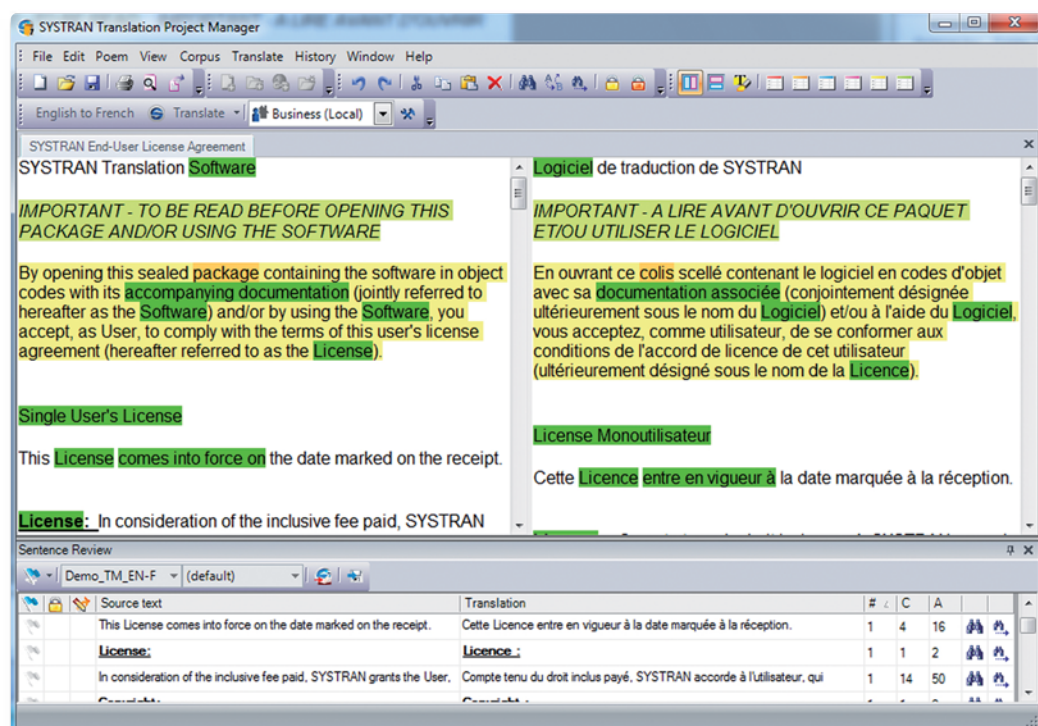 SYSTRAN Translation Project Manager
File Edit Poem View Corpus Translate History Window Help
English to French Translate Business (Local)
SYSTRAN End-User License Agreement
SYSTRAN Translation Software
IMPORTANT - TO BE READ BEFORE OPENING THIS
PACKAGE AND/OR USING THE SOFTWARE
By opening this sealed package containing the software in object
codes with its accompanying documentation (jointly referred to
hereafter as the Software) and/or by using the Software, you
accept, as User, to comply with the terms of this user's license
agreement (hereafter referred to as the License).
Single User's License
This License comes into force on the date marked on the receipt.
License: In consideration of the inclusive fee paid, SYSTRAN
Logiciel de traduction de SYSTRAN
IMPORTANT - A LIRE AVANT D'OUVRIR CE PAQUET
ET/OU UTILISER LE LOGICIEL
En ouvrant ce colis scellé contenant le logiciel en codes d'objet
avec sa documentation associée (conjointement désignée
ultérieurement sous le nom du Logiciel) et/ou à l'aide du Logiciel,
vous acceptez, comme utilisateur, de se conformer aux
conditions de l'accord de licence de cet utilisateur
(ultérieurement désigné sous le nom de la Licence).
License Monoutilisateur
Cette Licence entre en vigueur à la date marquée à la réception.
Sentence Review
Demo_TM_EN-F (default)
Source text Translation # C A
This License comes into force on the date marked on the receipt. Cette Licence entre en vigueur à la date marquée à la réception. 1 4 16
License: Licence : 1 1 2
In consideration of the inclusive fee paid, SYSTRAN grants the User, Compte tenu du droit inclus payé, SYSTRAN accorde à l'utilisateur, qui 1 14 50